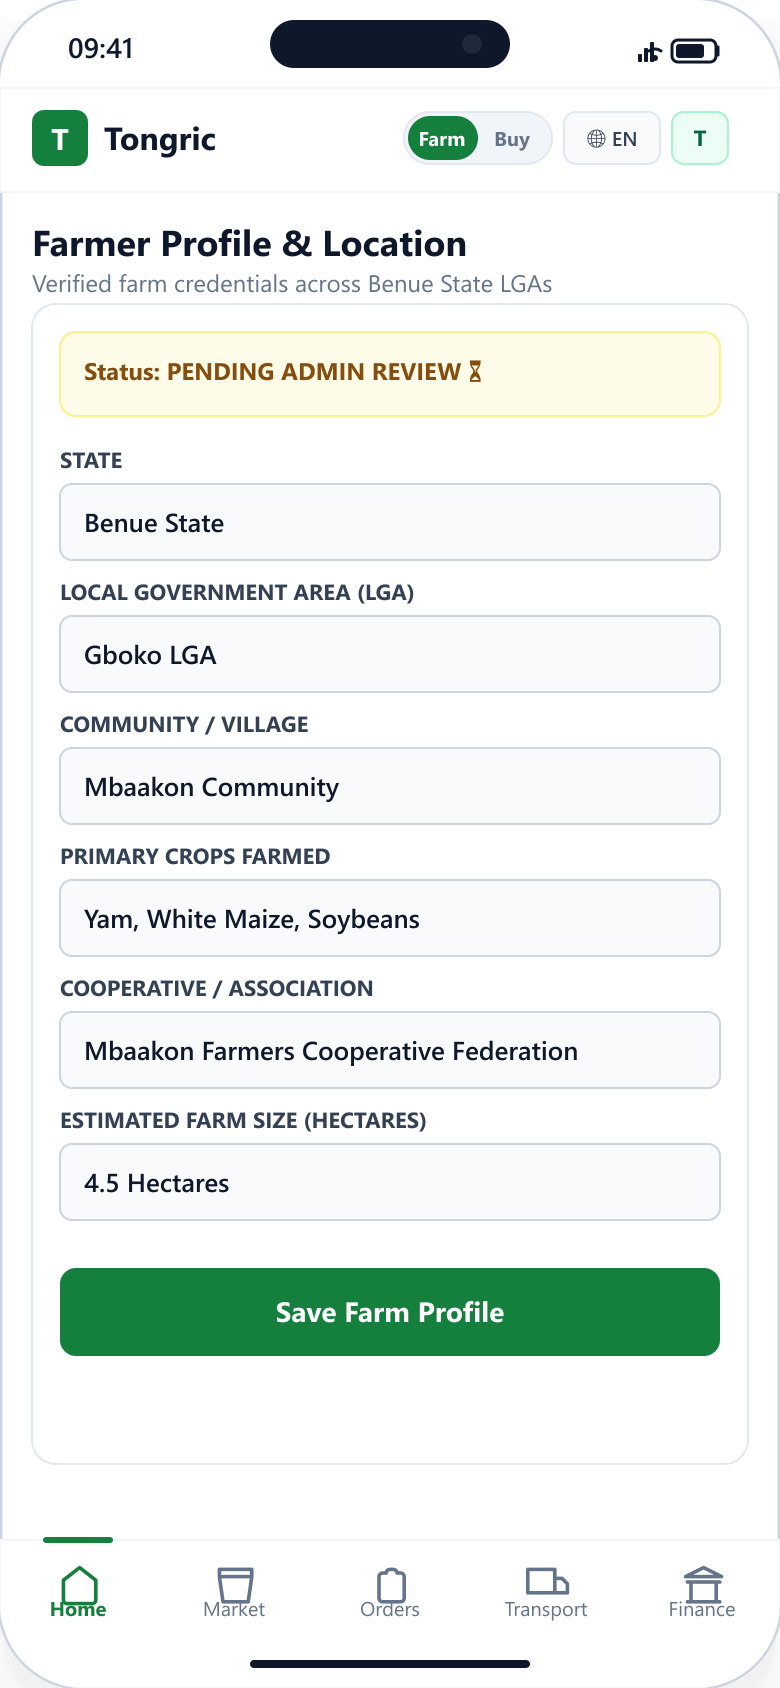 09:41
T Tongric Farm Buy 🌐 EN T
Farmer Profile & Location
Verified farm credentials across Benue State LGAs
Status: PENDING ADMIN REVIEW ⌛
STATE
Benue State
LOCAL GOVERNMENT AREA (LGA)
Gboko LGA
COMMUNITY / VILLAGE
Mbaakon Community
PRIMARY CROPS FARMED
Yam, White Maize, Soybeans
COOPERATIVE / ASSOCIATION
Mbaakon Farmers Cooperative Federation
ESTIMATED FARM SIZE (HECTARES)
4.5 Hectares
Save Farm Profile
Home Market Orders Transport Finance